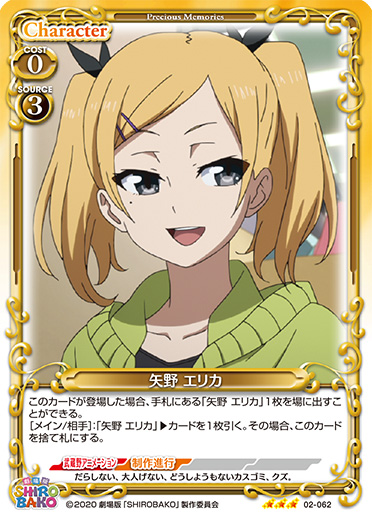 Precious Memories
Character
COST
0
SOURCE
3
矢野 エリカ
このカードが登場した場合、手札にある「矢野 エリカ」1枚を場に出すこ
とができる。
[メイン/相手]:「矢野 エリカ」▶カードを1枚引く。その場合、このカード
を捨て札にする。
武蔵野アニメーション 制作進行
だらしない、大人げない、どうしようもないカスゴミ、クズ。
劇場版
SHIRO
BAKO
©2020 劇場版「SHIROBAKO」製作委員会
02-062